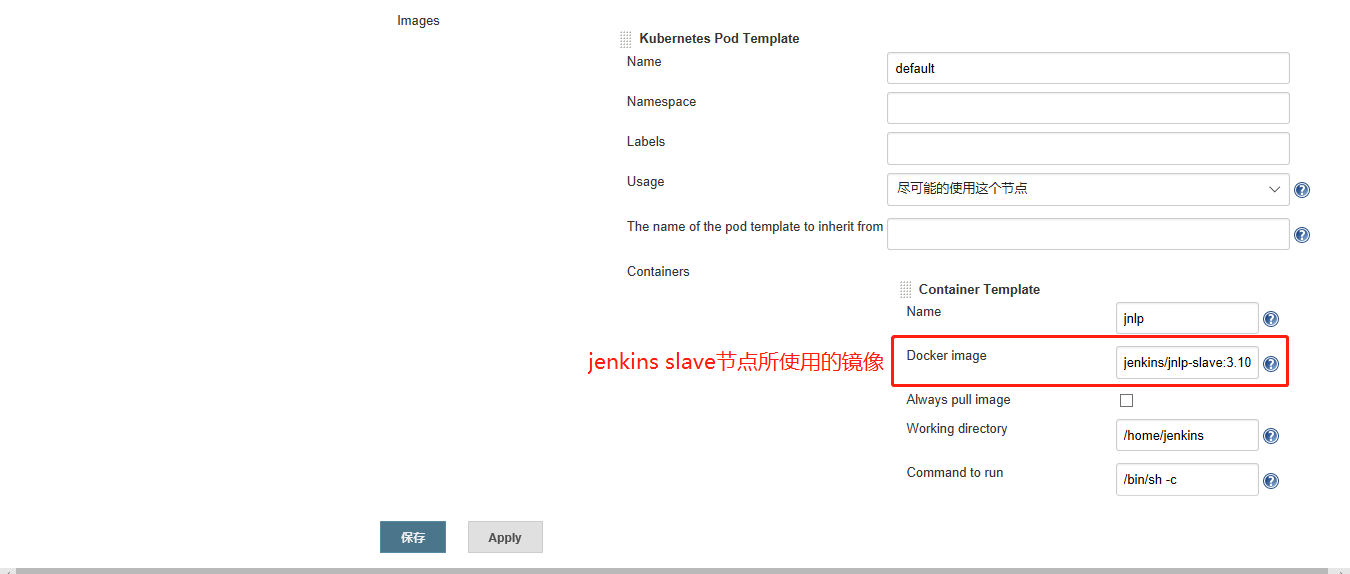 Images
Kubernetes Pod Template
Name
default
Namespace
Labels
Usage
尽可能的使用这个节点
The name of the pod template to inherit from
Containers
Container Template
Name
jnlp
jenkins slave节点所使用的镜像
Docker image
jenkins/jnlp-slave:3.10
Always pull image
Working directory
/home/jenkins
Command to run
/bin/sh -c
保存
Apply